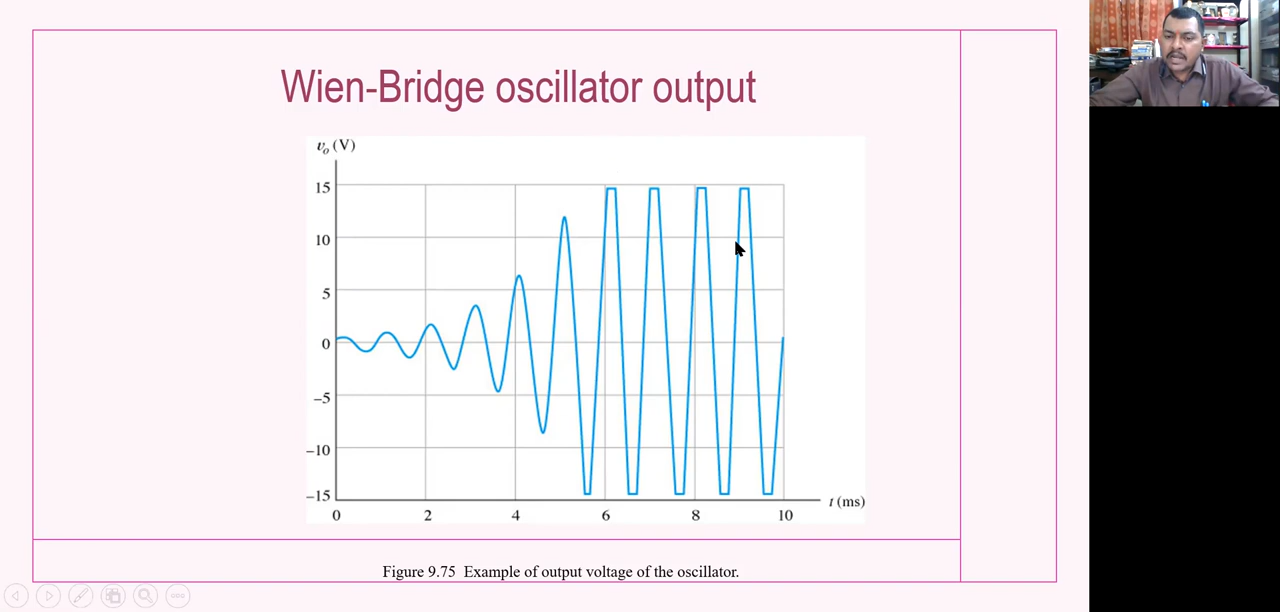 Wien-Bridge oscillator output
vo (V)
15
10
5
0
−5
−10
−15
0 2 4 6 8 10
t (ms)
Figure 9.75 Example of output voltage of the oscillator.